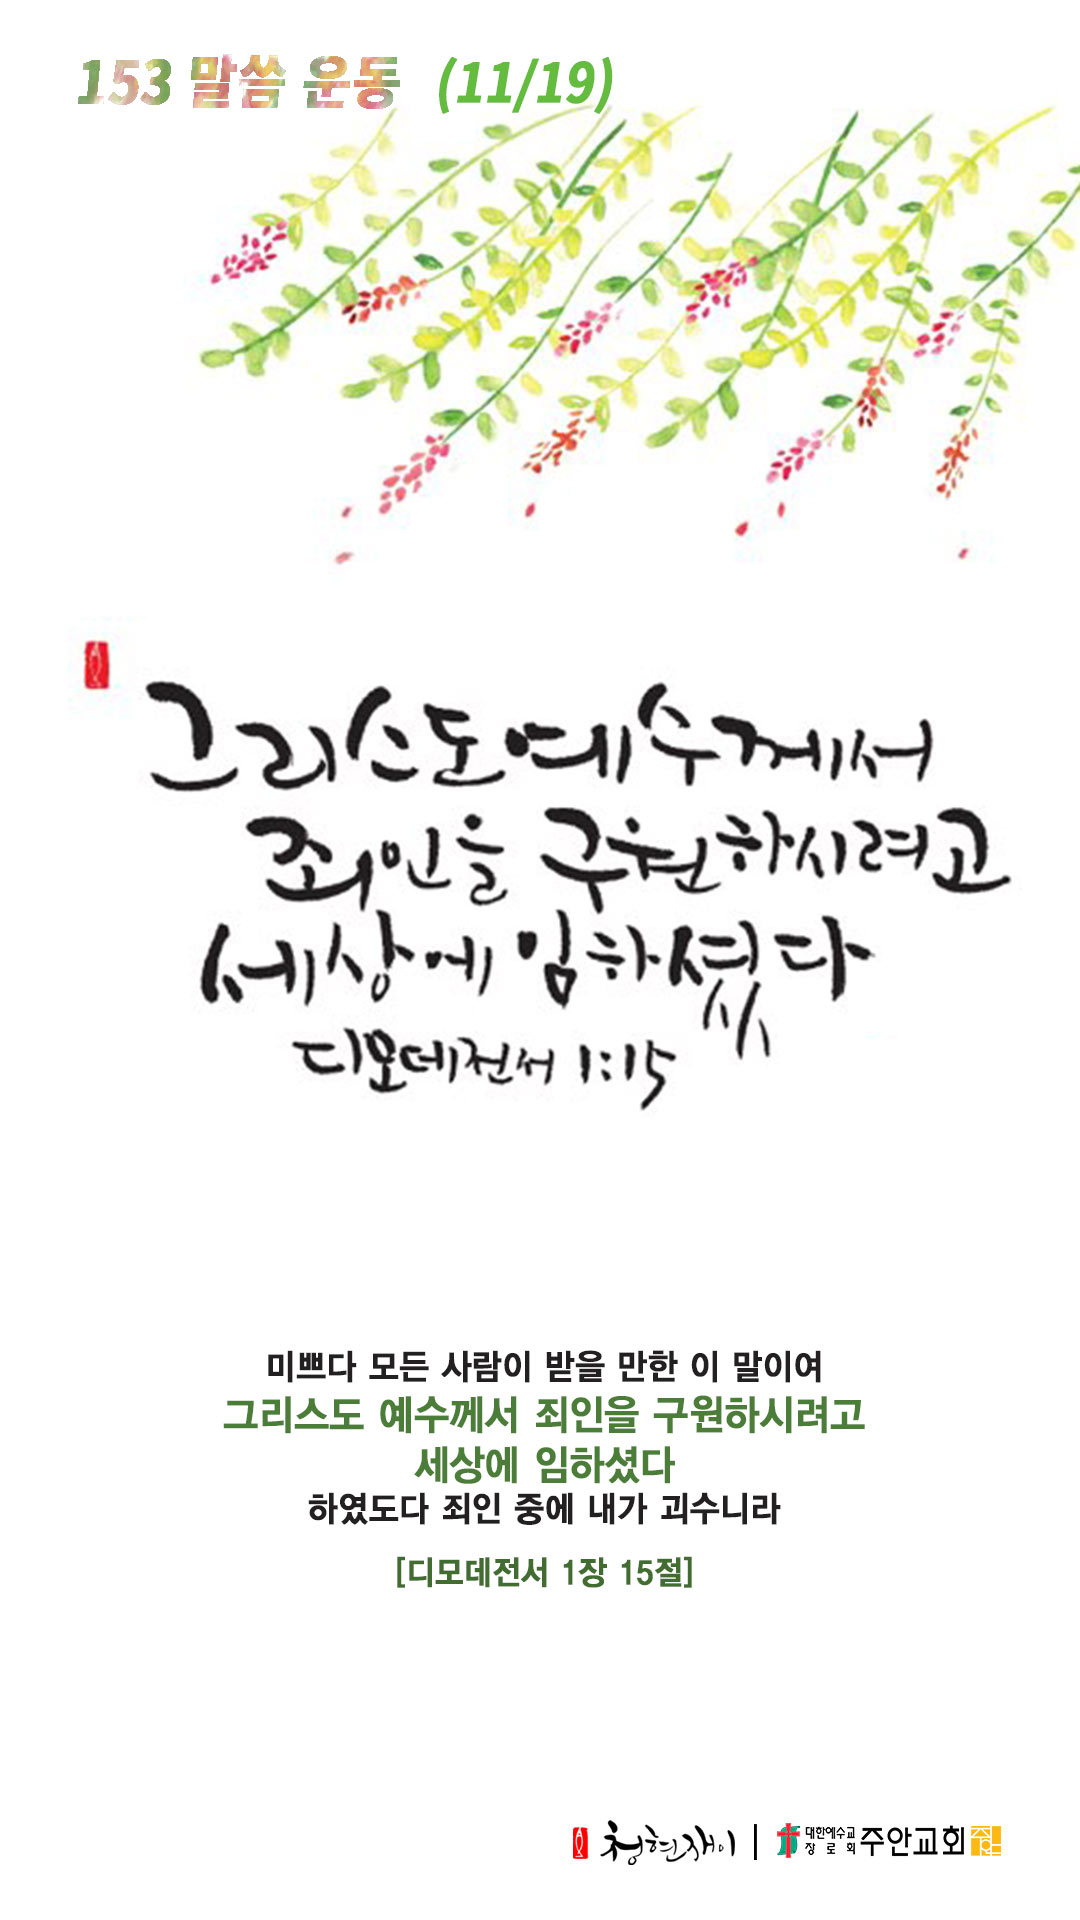 153 말씀 운동 (11/19)
그리스도예수께서
죄인을 구원하시려고
세상에 임하셨다
디모데전서 1:15
미쁘다 모든 사람이 받을 만한 이 말이여
그리스도 예수께서 죄인을 구원하시려고
세상에 임하셨다
하였도다 죄인 중에 내가 괴수니라
[디모데전서 1장 15절]
청현재이 | 대한예수교장로회 주안교회 주안